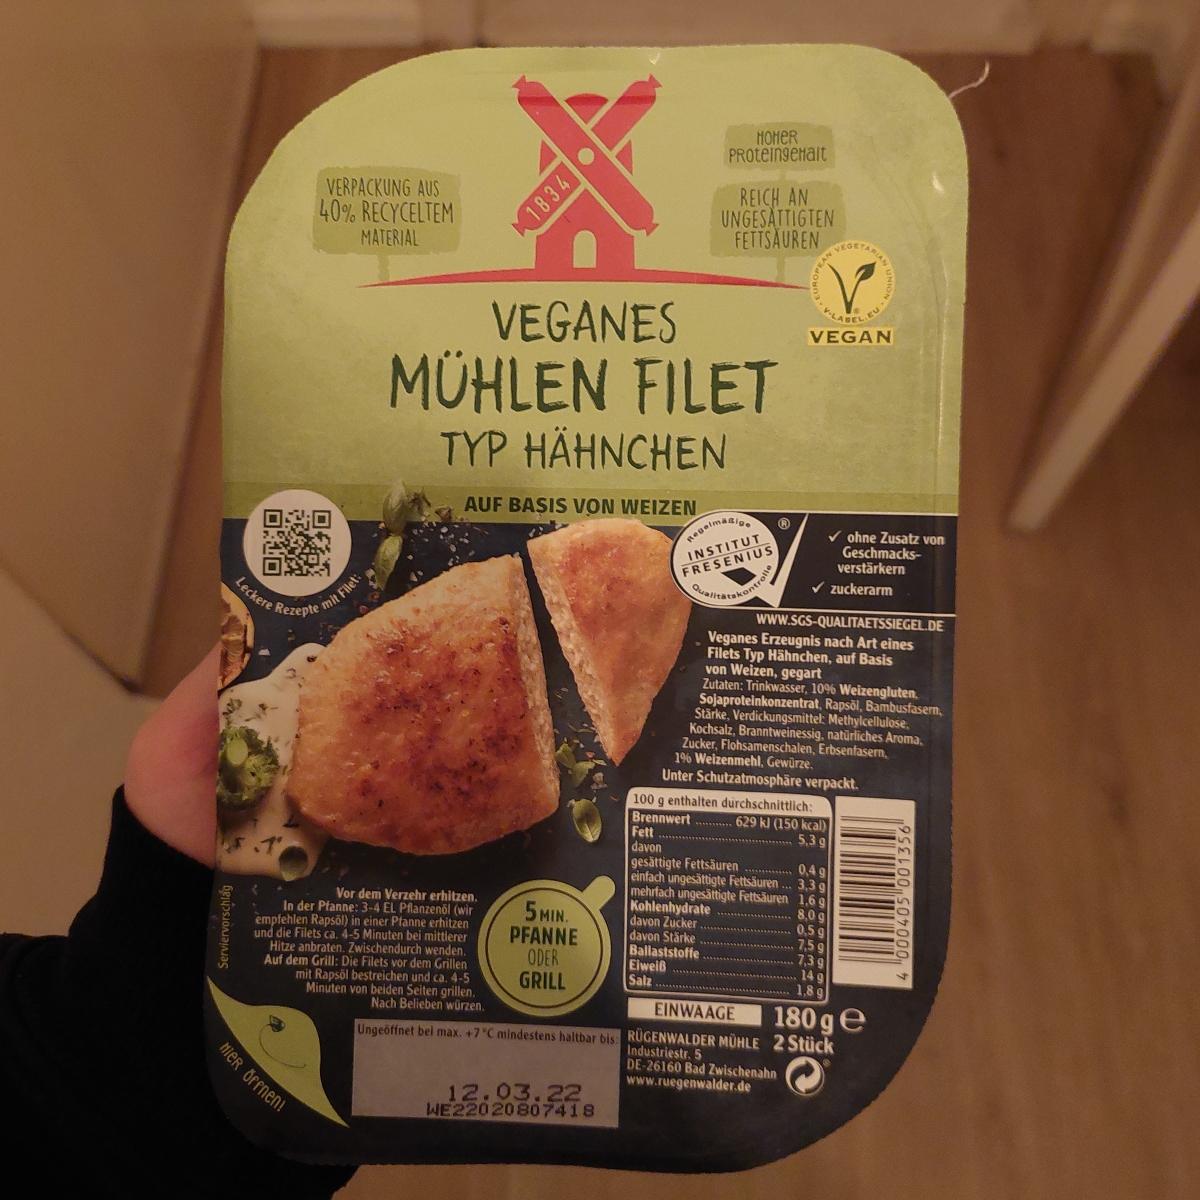 1834
VERPACKUNG AUS
40% RECYCELTEM
MATERIAL
HOHER
PROTEINGEHALT
REICH AN
UNGESÄTTIGTEN
FETTSÄUREN
EUROPEAN VEGETARIAN UNION
V-LABEL.EU
VEGAN
VEGANES
MÜHLEN FILET
TYP HÄHNCHEN
AUF BASIS VON WEIZEN
Leckere Rezepte mit Filet:
Regelmäßige
INSTITUT
FRESENIUS
Qualitätskontrolle
®
✓ ohne Zusatz von
Geschmacks-
verstärkern
✓ zuckerarm
WWW.SGS-QUALITAETSSIEGEL.DE
Veganes Erzeugnis nach Art eines
Filets Typ Hähnchen, auf Basis
von Weizen, gegart
Zutaten: Trinkwasser, 10% Weizengluten,
Sojaproteinkonzentrat, Rapsöl, Bambusfasern,
Stärke, Verdickungsmittel: Methylcellulose,
Kochsalz, Branntweinessig, natürliches Aroma,
Zucker, Flohsamenschalen, Erbsenfasern,
1% Weizenmehl, Gewürze.
Unter Schutzatmosphäre verpackt.
100 g enthalten durchschnittlich:
Brennwert ......... 629 kJ (150 kcal)
Fett ......... 5,3 g
davon
gesättigte Fettsäuren ......... 0,4 g
einfach ungesättigte Fettsäuren ... 3,3 g
mehrfach ungesättigte Fettsäuren 1,6 g
Kohlenhydrate ......... 8,0 g
davon Zucker ......... 0,5 g
davon Stärke ......... 7,5 g
Ballaststoffe ......... 7,3 g
Eiweiß ......... 14 g
Salz ......... 1,8 g
4 000405 001356
Serviervorschlag
Vor dem Verzehr erhitzen.
In der Pfanne: 3-4 EL Pflanzenöl (wir
empfehlen Rapsöl) in einer Pfanne erhitzen
und die Filets ca. 4-5 Minuten bei mittlerer
Hitze anbraten. Zwischendurch wenden.
Auf dem Grill: Die Filets vor dem Grillen
mit Rapsöl bestreichen und ca. 4-5
Minuten von beiden Seiten grillen.
Nach Belieben würzen.
5 MIN.
PFANNE
ODER
GRILL
EINWAAGE 180 g e
2 Stück
RÜGENWALDER MÜHLE
Industriestr. 5
DE-26160 Bad Zwischenahn
www.ruegenwalder.de
HIER ÖFFNEN!
Ungeöffnet bei max. +7 °C mindestens haltbar bis:
12.03.22
WE22020807418